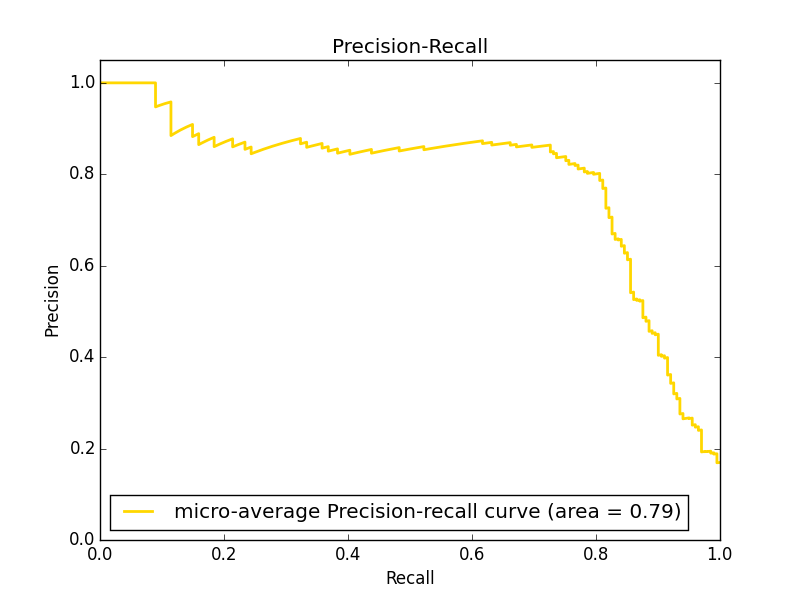 Precision-Recall
1.0
0.8
0.6
0.4
0.2
0.0
Precision
micro-average Precision-recall curve (area = 0.79)
0.0 0.2 0.4 0.6 0.8 1.0
Recall